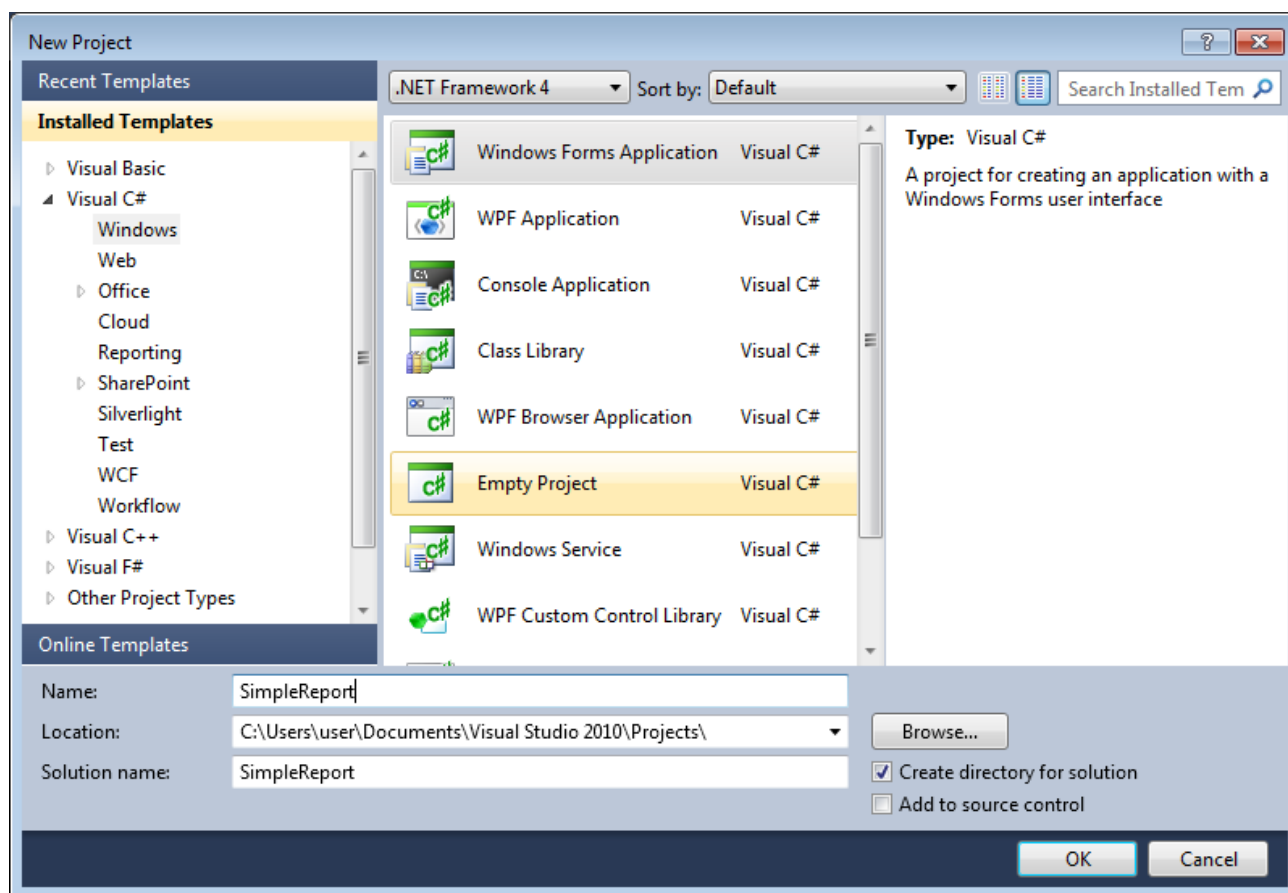 New Project
Recent Templates
.NET Framework 4
Sort by:
Default
Search Installed Tem
Installed Templates
Visual Basic
Visual C#
Windows
Web
Office
Cloud
Reporting
SharePoint
Silverlight
Test
WCF
Workflow
Visual C++
Visual F#
Other Project Types
Online Templates
Windows Forms Application Visual C#
WPF Application Visual C#
Console Application Visual C#
Class Library Visual C#
WPF Browser Application Visual C#
Empty Project Visual C#
Windows Service Visual C#
WPF Custom Control Library Visual C#
Type: Visual C#
A project for creating an application with a
Windows Forms user interface
Name: SimpleReport
Location: C:\Users\user\Documents\Visual Studio 2010\Projects\ Browse...
Solution name: SimpleReport
Create directory for solution
Add to source control
OK Cancel